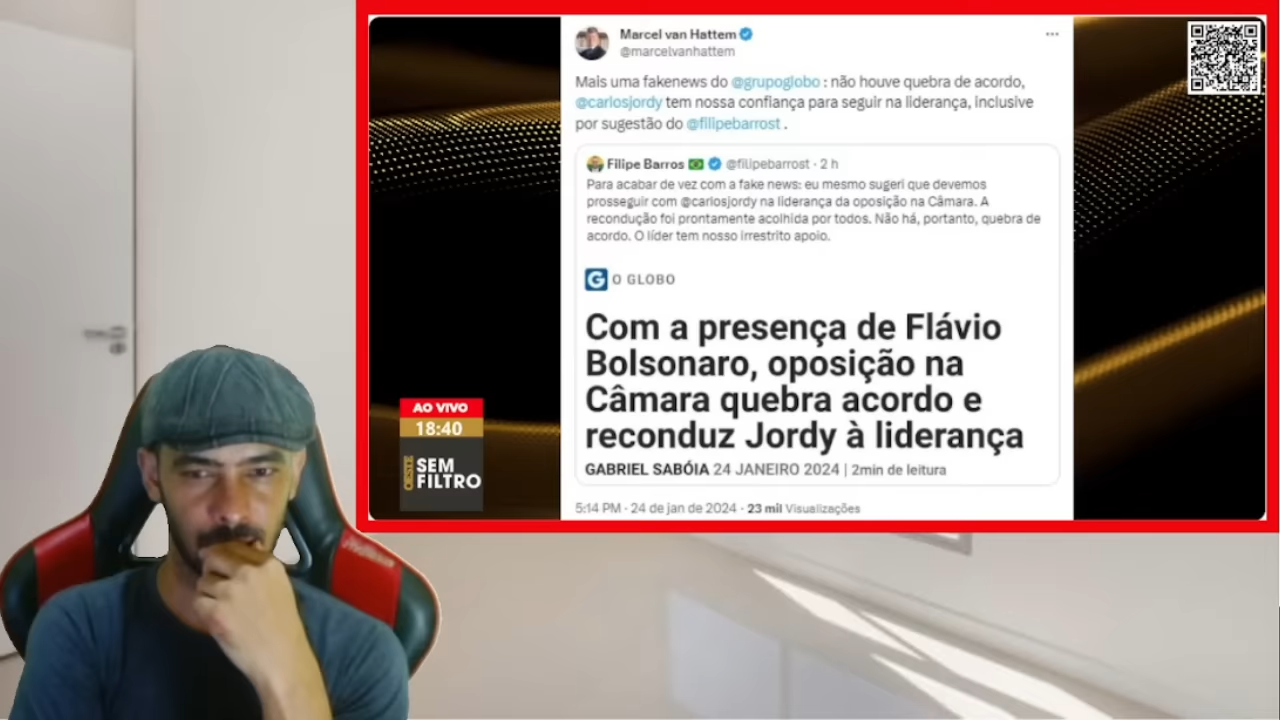 Marcel van Hattem
@marcelvanhattem
Mais uma fakenews do @grupoglobo : não houve quebra de acordo,
@carlosjordy tem nossa confiança para seguir na liderança, inclusive
por sugestão do @filipebarrost .
Filipe Barros @filipebarrost · 2 h
Para acabar de vez com a fake news: eu mesmo sugeri que devemos
prosseguir com @carlosjordy na liderança da oposição na Câmara. A
recondução foi prontamente acolhida por todos. Não há, portanto, quebra de
acordo. O líder tem nosso irrestrito apoio.
G O GLOBO
Com a presença de Flávio
Bolsonaro, oposição na
Câmara quebra acordo e
reconduz Jordy à liderança
GABRIEL SABÓIA 24 JANEIRO 2024 | 2min de leitura
5:14 PM · 24 de jan de 2024 · 23 mil Visualizações
AO VIVO
18:40
OESTE
SEM
FILTRO